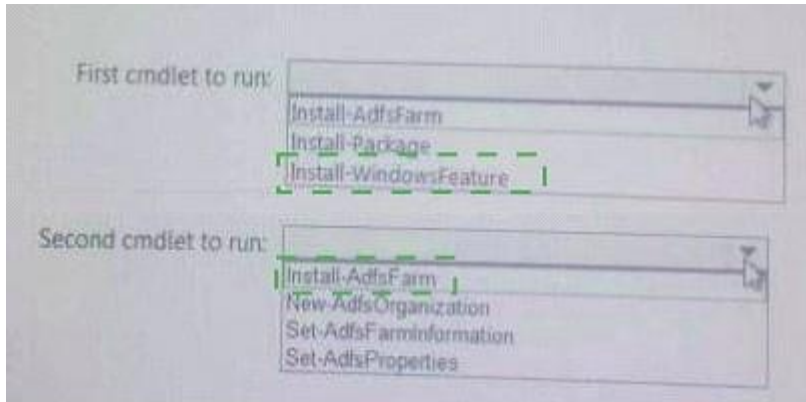 First cmdlet to run:
Install-AdfsFarm
Install-Package
Install-WindowsFeature
Second cmdlet to run:
Install-AdfsFarm
New-AdfsOrganization
Set-AdfsFarmInformation
Set-AdfsProperties